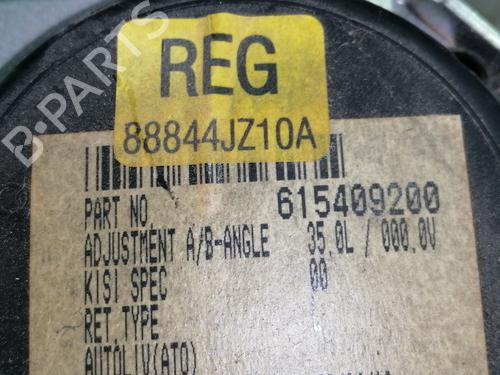 REG
88844JZ10A
B-PARTS
PART NO. 615409200
ADJUSTMENT A/B-ANGLE 35.0L / 000.0V
KISI SPEC 00
RET.TYPE
AUTOLIV(ATO)